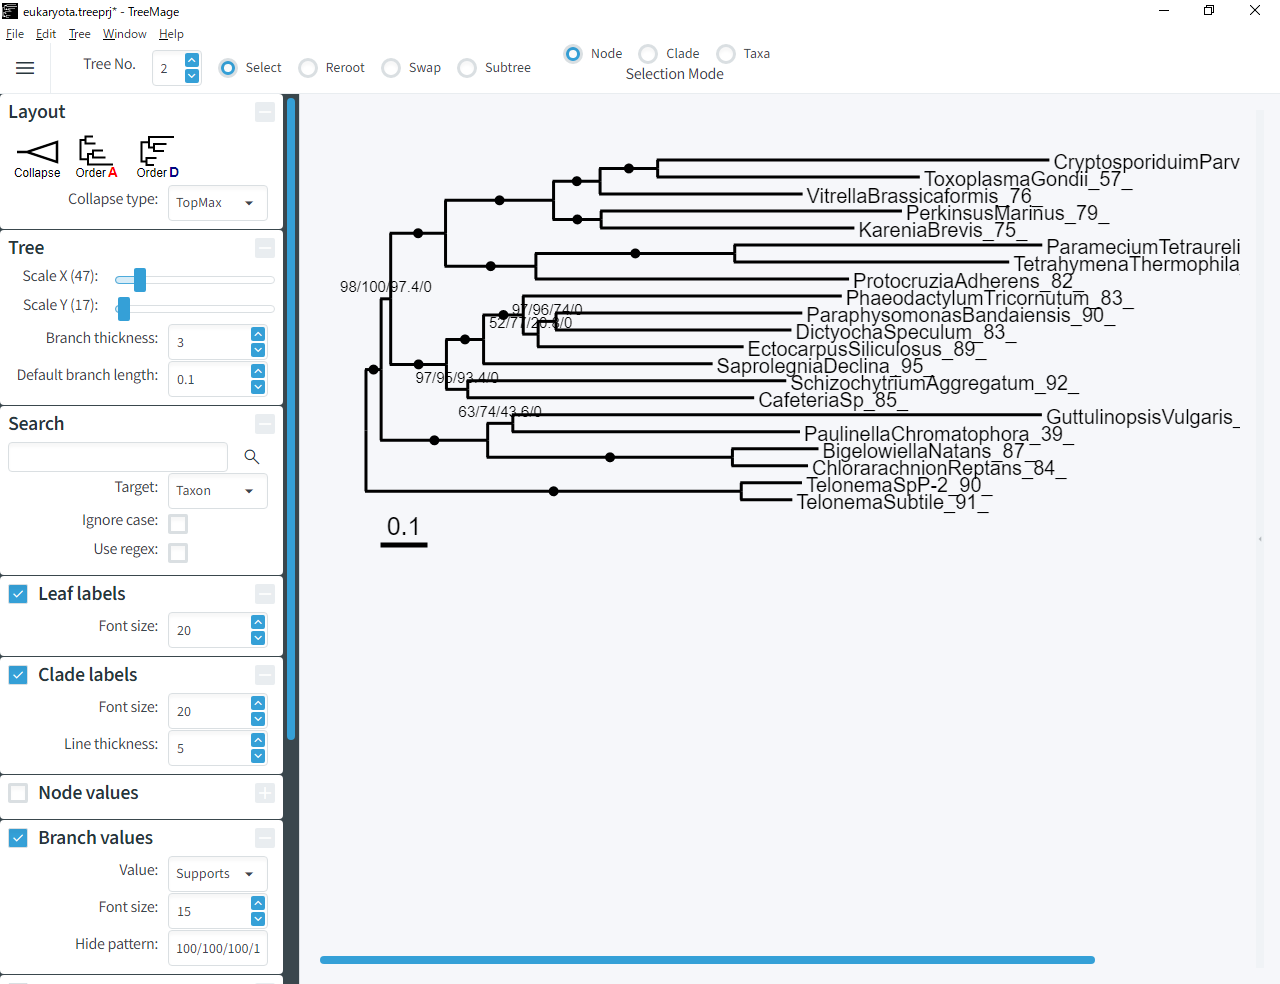 eukaryota.treeprj* - TreeMage
File Edit Tree Window Help
Tree No. 2 Select Reroot Swap Subtree Node Clade Taxa
Selection Mode
Layout
Collapse Order A Order D
Collapse type: TopMax
Tree
Scale X (47):
Scale Y (17):
Branch thickness: 3
Default branch length: 0.1
Search
Target: Taxon
Ignore case:
Use regex:
Leaf labels
Font size: 20
Clade labels
Font size: 20
Line thickness: 5
Node values
Branch values
Value: Supports
Font size: 15
Hide pattern: 100/100/100/1
CryptosporiduimParv
ToxoplasmaGondii_57_
VitrellaBrassicaformis_76_
PerkinsusMarinus_79_
KareniaBrevis_75_
ParameciumTetraureli
TetrahymenaThermophila
ProtocruziaAdherens_82_
98/100/97.4/0
PhaeodactylumTricornutum_83_
97/96/74/0
ParaphysomonasBandaiensis_90_
DictyochaSpeculum_83_
EctocarpusSiliculosus_89_
SaprolegniaDeclina_95_
97/95/93.4/0
SchizochytriumAggregatum_92_
CafeteriaSp_85_
63/74/43.6/0
GuttulinopsisVulgaris_
PaulinellaChromatophora_39_
BigelowiellaNatans_87_
ChlorarachnionReptans_84_
TelonemaSpP-2_90_
TelonemaSubtile_91_
0.1